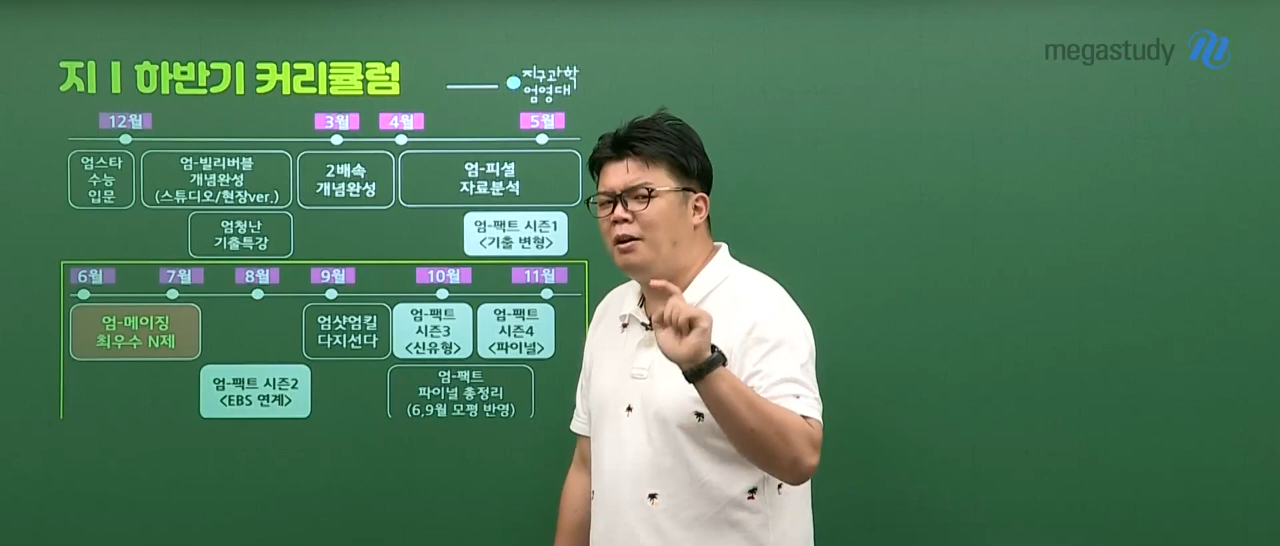 megastudy
지Ⅰ하반기 커리큘럼
지구과학
엄영대
12월
3월
4월
5월
엄스타
수능
입문
엄-빌리버블
개념완성
(스튜디오/현장ver.)
2배속
개념완성
엄-피셜
자료분석
엄청난
기출특강
엄-팩트 시즌1
<기출 변형>
6월
7월
8월
9월
10월
11월
엄-메이징
최우수 N제
엄샷엄킬
다지선다
엄-팩트
시즌3
<신유형>
엄-팩트
시즌4
<파이널>
엄-팩트 시즌2
<EBS 연계>
엄-팩트
파이널 총정리
(6,9월 모평 반영)